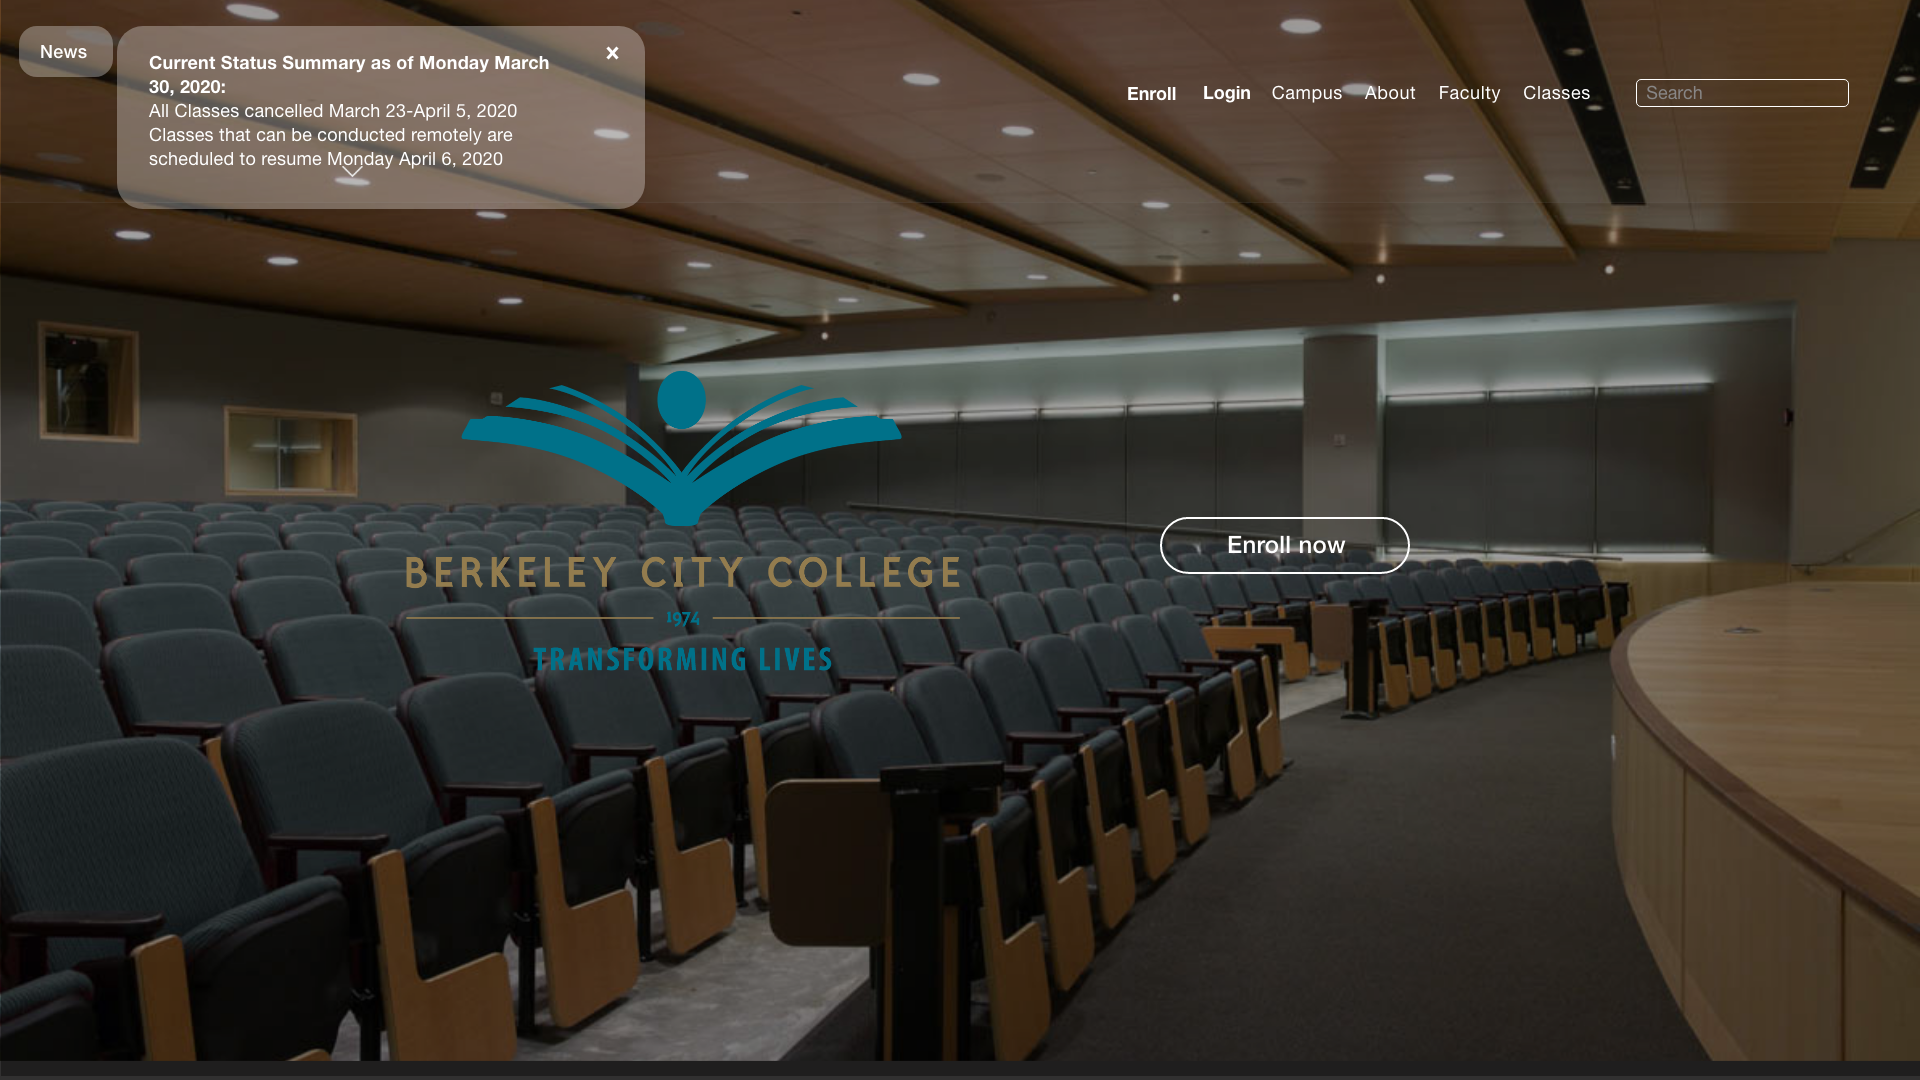 News
Current Status Summary as of Monday March
30, 2020:
All Classes cancelled March 23-April 5, 2020
Classes that can be conducted remotely are
scheduled to resume Monday April 6, 2020
×
Enroll Login Campus About Faculty Classes Search
BERKELEY CITY COLLEGE
1974
TRANSFORMING LIVES
Enroll now